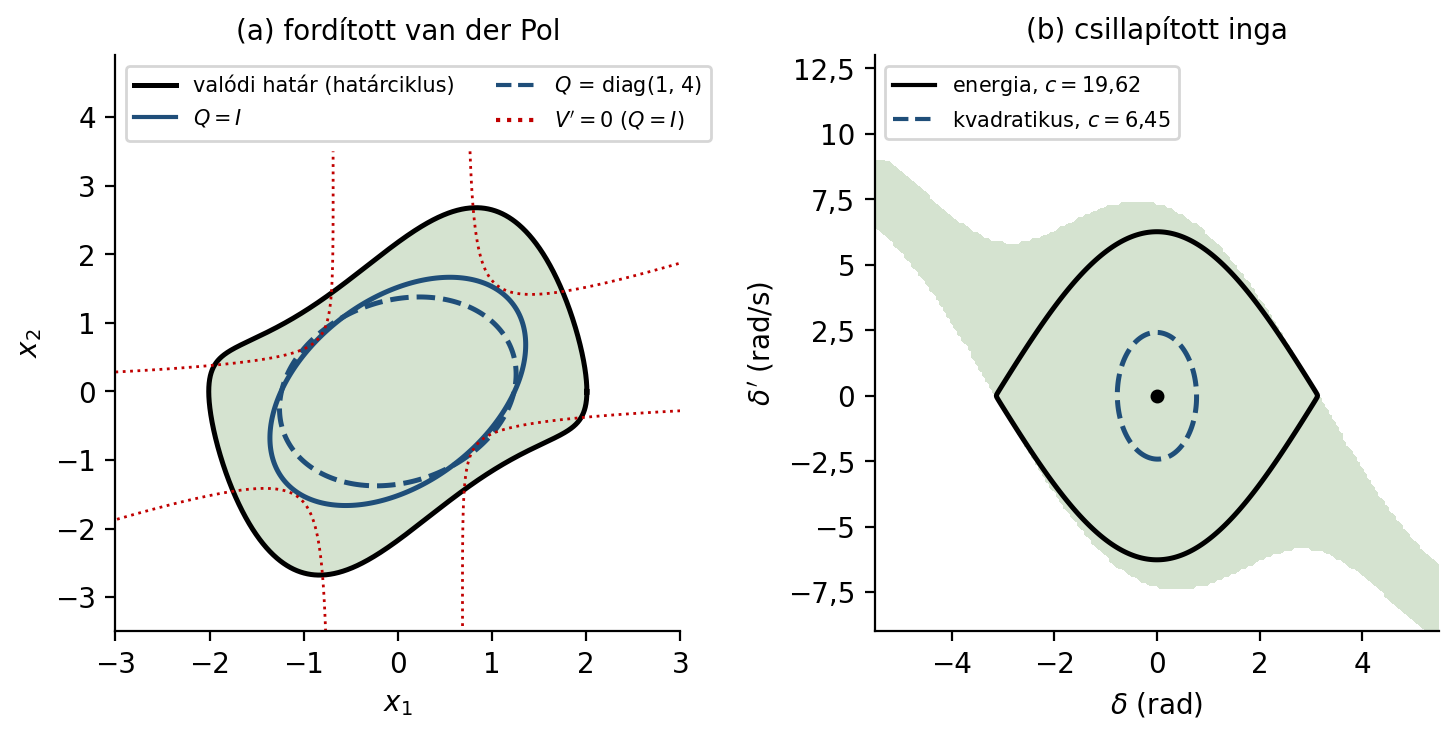 (a) fordított van der Pol
valódi határ (határciklus)
Q = I
Q = diag(1, 4)
V′ = 0 (Q = I)
4
3
2
1
0
−1
−2
−3
x₂
−3 −2 −1 0 1 2 3
x₁
(b) csillapított inga
energia, c = 19,62
kvadratikus, c = 6,45
12,5
10
7,5
5
2,5
0
−2,5
−5
−7,5
δ′ (rad/s)
−4 −2 0 2 4
δ (rad)